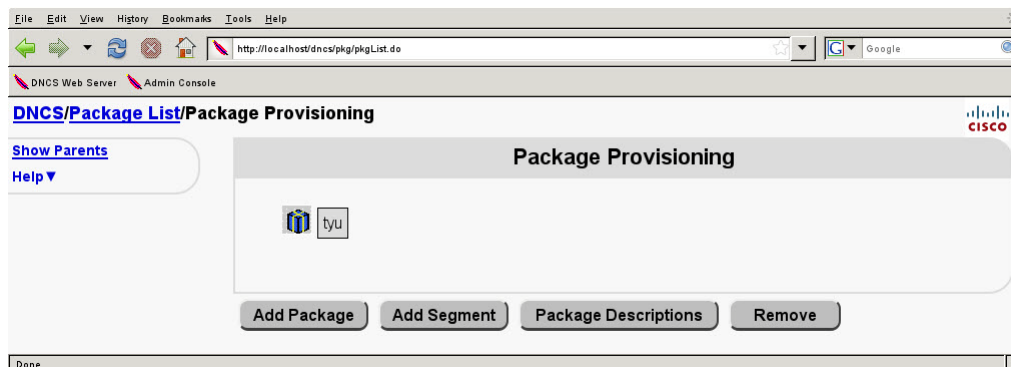 File Edit View History Bookmarks Tools Help
http://localhost/dncs/pkg/pkgList.do
G Google
DNCS Web Server Admin Console
DNCS/Package List/Package Provisioning
CISCO
Show Parents
Help
Package Provisioning
tyu
Add Package Add Segment Package Descriptions Remove
Done